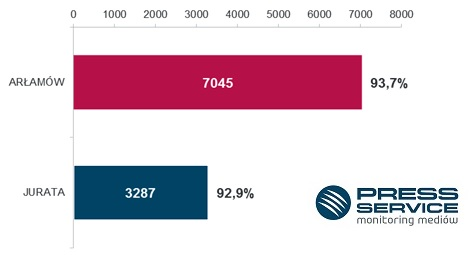 0 1000 2000 3000 4000 5000 6000 7000 8000
ARŁAMÓW 7045 93,7%
JURATA 3287 92,9%
PRESS
SERVICE
monitoring mediów